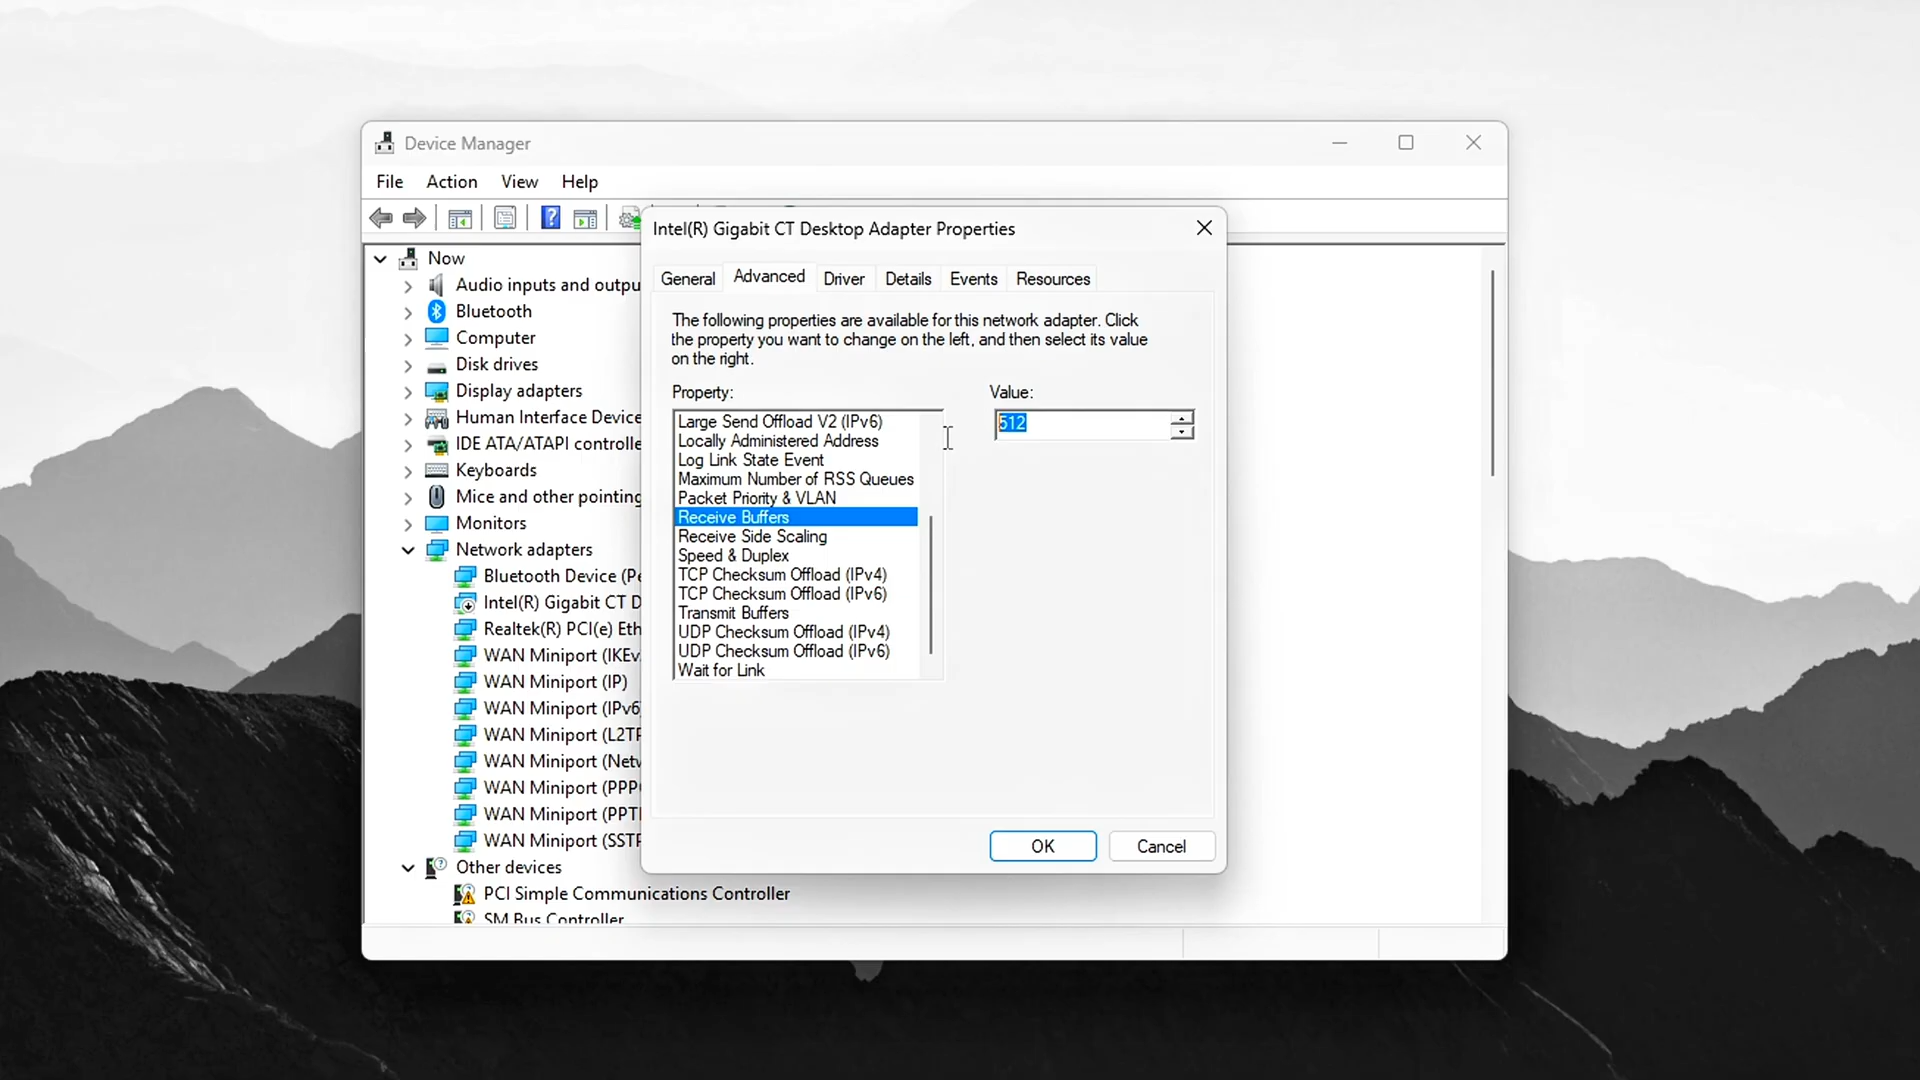 Device Manager
File Action View Help
Now
Audio inputs and outpu
Bluetooth
Computer
Disk drives
Display adapters
Human Interface Device
IDE ATA/ATAPI controlle
Keyboards
Mice and other pointing
Monitors
Network adapters
Bluetooth Device (Pe
Intel(R) Gigabit CT D
Realtek(R) PCI(e) Eth
WAN Miniport (IKEv
WAN Miniport (IP)
WAN Miniport (IPv6
WAN Miniport (L2TP
WAN Miniport (Netw
WAN Miniport (PPPO
WAN Miniport (PPTP
WAN Miniport (SSTP
Other devices
PCI Simple Communications Controller
SM Bus Controller
Intel(R) Gigabit CT Desktop Adapter Properties
General Advanced Driver Details Events Resources
The following properties are available for this network adapter. Click
the property you want to change on the left, and then select its value
on the right.
Property:
Large Send Offload V2 (IPv6)
Locally Administered Address
Log Link State Event
Maximum Number of RSS Queues
Packet Priority & VLAN
Receive Buffers
Receive Side Scaling
Speed & Duplex
TCP Checksum Offload (IPv4)
TCP Checksum Offload (IPv6)
Transmit Buffers
UDP Checksum Offload (IPv4)
UDP Checksum Offload (IPv6)
Wait for Link
Value:
512
OK Cancel